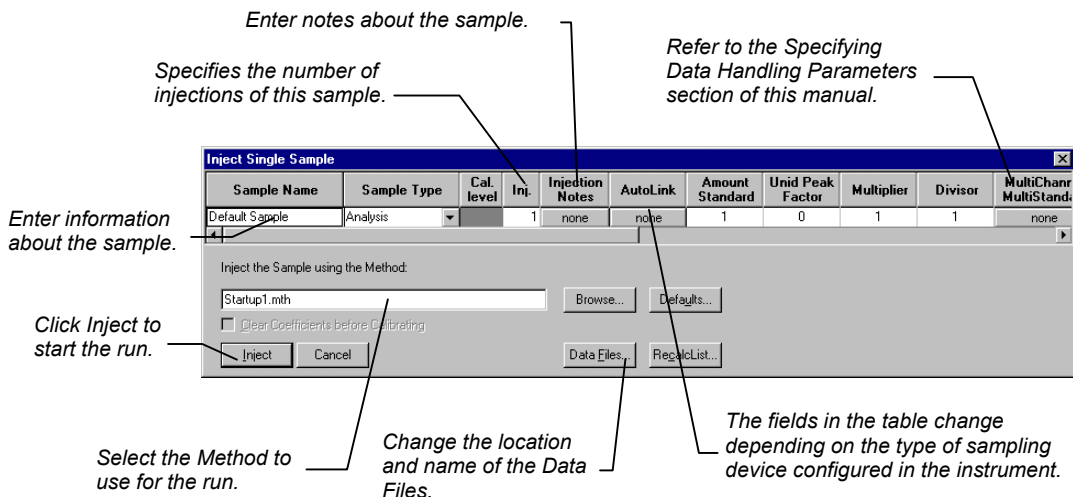 Enter notes about the sample.
Specifies the number of
injections of this sample.
Refer to the Specifying
Data Handling Parameters
section of this manual.
Inject Single Sample
Sample Name Sample Type Cal. level Inj. Injection Notes AutoLink Amount Standard Unid Peak Factor Multiplier Divisor MultiChann MultiStanda
Default Sample Analysis 1 none none 1 0 1 1 none
Enter information
about the sample.
Inject the Sample using the Method:
Startup1.mth Browse... Defaults...
Clear Coefficients before Calibrating
Inject Cancel Data Files... RecalcList...
Click Inject to
start the run.
Select the Method to
use for the run.
Change the location
and name of the Data
Files.
The fields in the table change
depending on the type of sampling
device configured in the instrument.